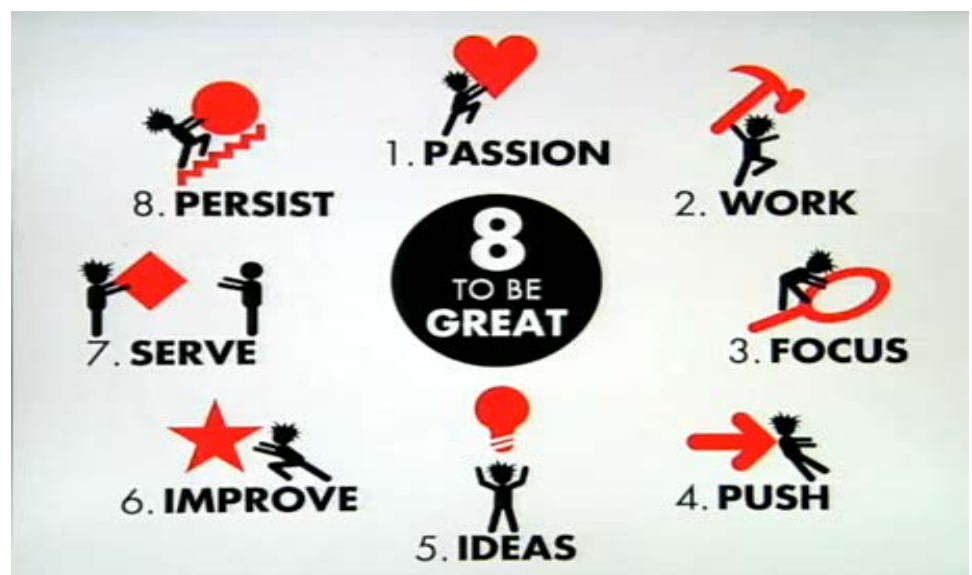 8
TO BE
GREAT
1. PASSION
2. WORK
3. FOCUS
4. PUSH
5. IDEAS
6. IMPROVE
7. SERVE
8. PERSIST